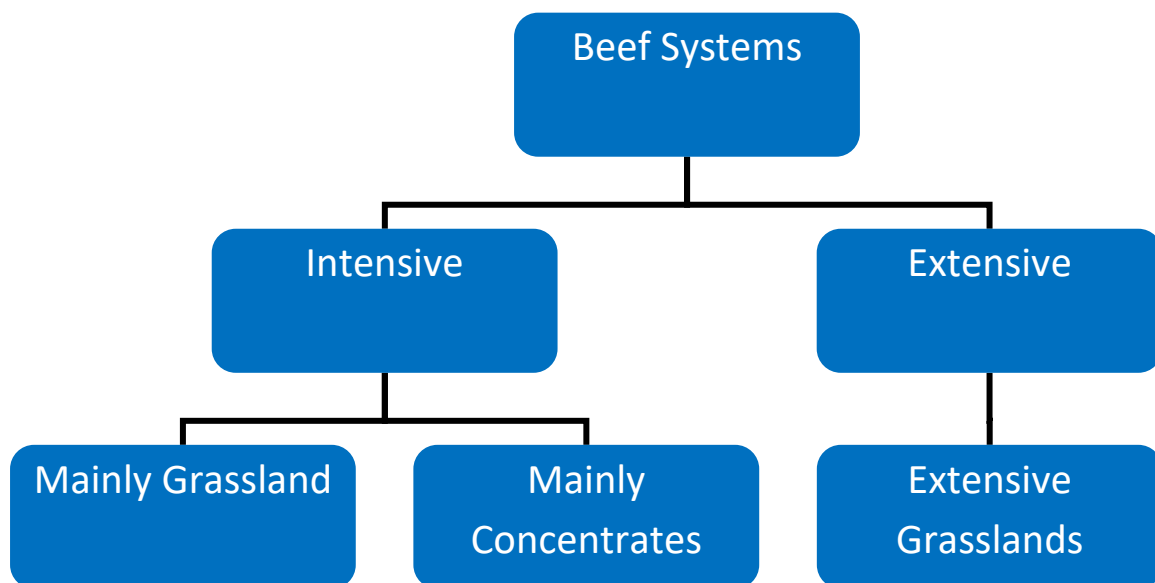 Beef Systems
Intensive
Extensive
Mainly Grassland
Mainly
Concentrates
Extensive
Grasslands